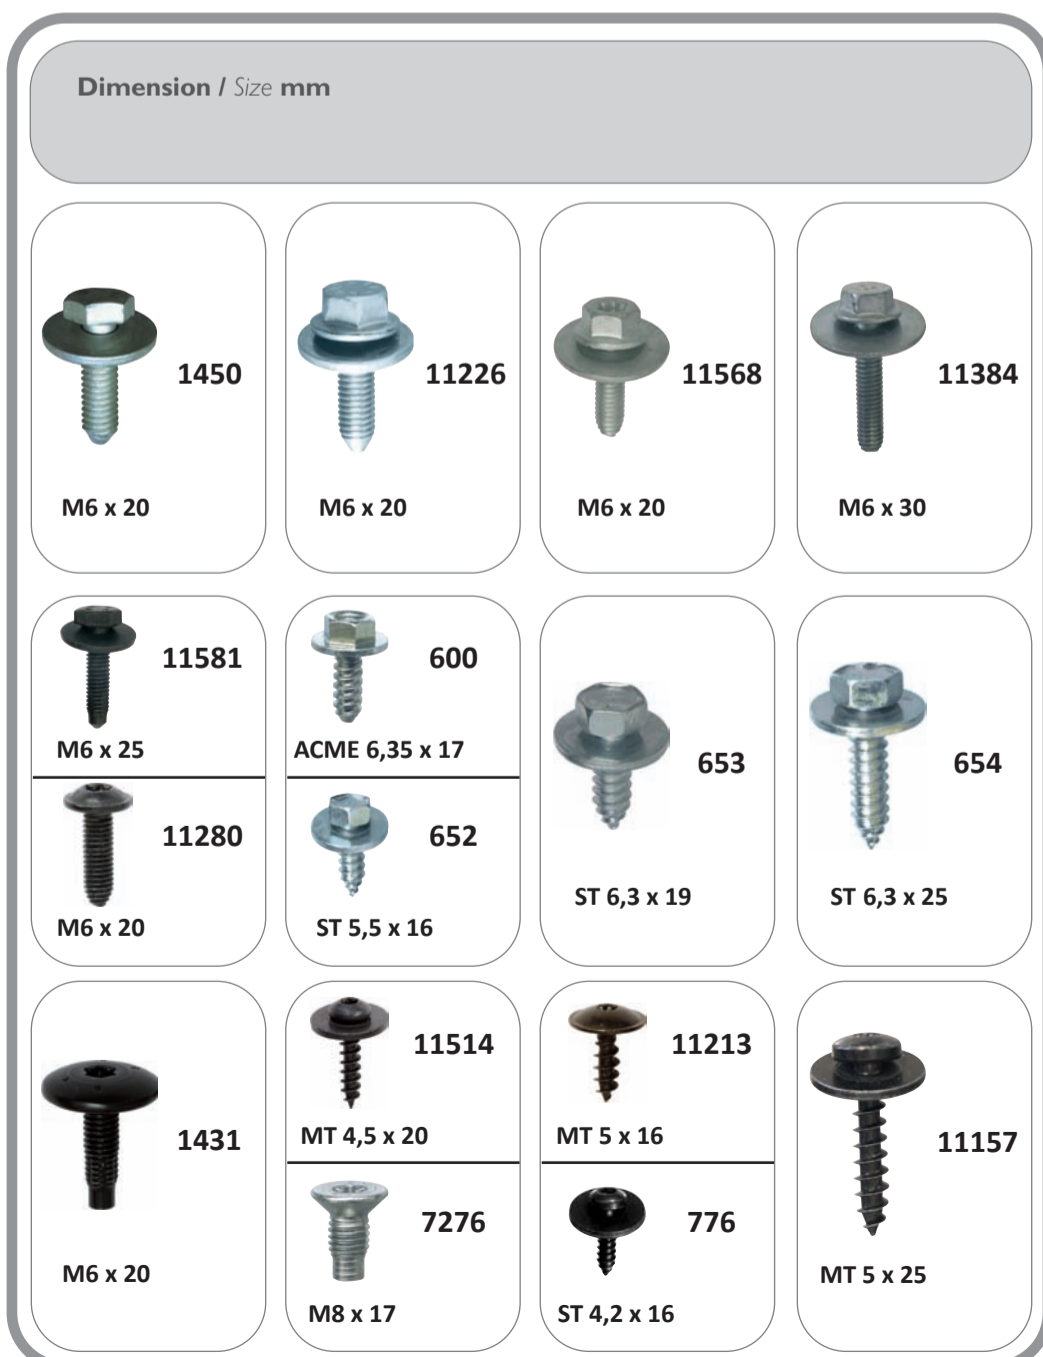 Dimension / Size mm
1450
M6 x 20
11226
M6 x 20
11568
M6 x 20
11384
M6 x 30
11581
M6 x 25
11280
M6 x 20
600
ACME 6,35 x 17
652
ST 5,5 x 16
653
ST 6,3 x 19
654
ST 6,3 x 25
1431
M6 x 20
11514
MT 4,5 x 20
7276
M8 x 17
11213
MT 5 x 16
776
ST 4,2 x 16
11157
MT 5 x 25